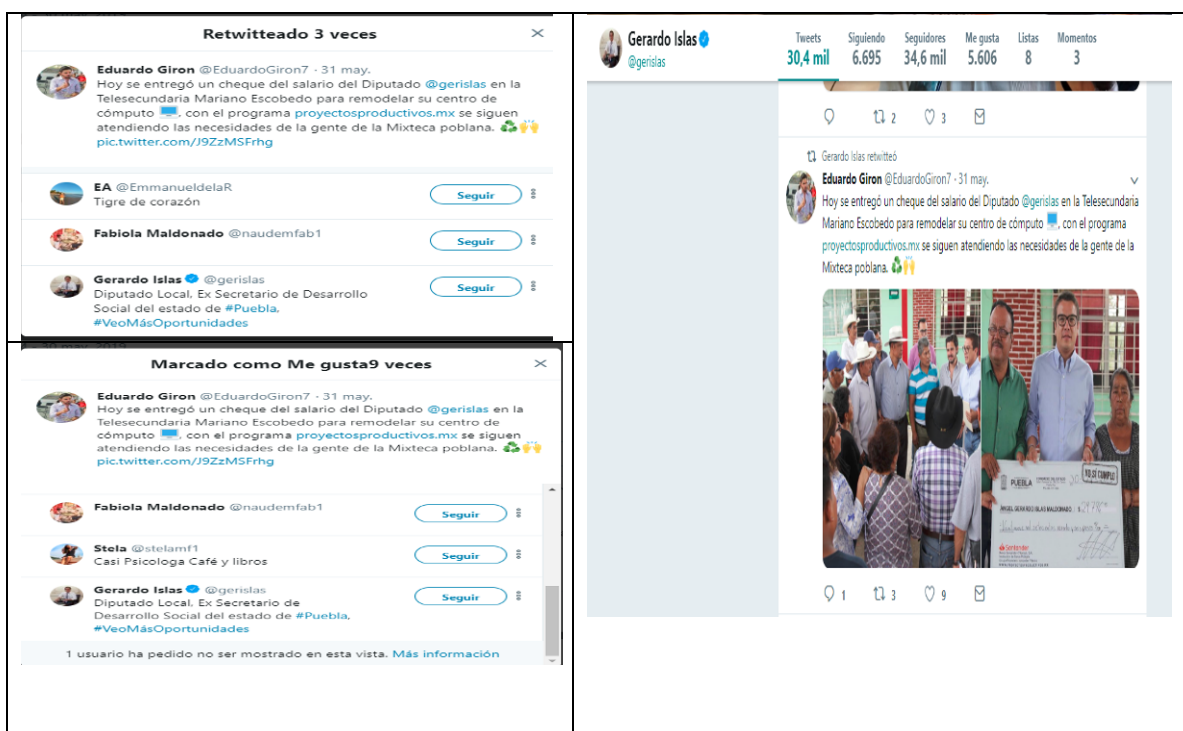 Retwitteado 3 veces
Eduardo Giron @EduardoGiron7 · 31 may.
Hoy se entregó un cheque del salario del Diputado @gerislas en la
Telesecundaria Mariano Escobedo para remodelar su centro de
cómputo 🖥️, con el programa proyectosproductivos.mx se siguen
atendiendo las necesidades de la gente de la Mixteca poblana. ♻️🙌
pic.twitter.com/J9ZzMSFrhg
EA @EmmanueldelaR
Tigre de corazón
Seguir
Fabiola Maldonado @naudemfab1
Seguir
Gerardo Islas @gerislas
Diputado Local, Ex Secretario de Desarrollo
Social del estado de #Puebla,
#VeoMásOportunidades
Seguir
30 may. 2019
Marcado como Me gusta9 veces
Eduardo Giron @EduardoGiron7 · 31 may.
Hoy se entregó un cheque del salario del Diputado @gerislas en la
Telesecundaria Mariano Escobedo para remodelar su centro de
cómputo 🖥️, con el programa proyectosproductivos.mx se siguen
atendiendo las necesidades de la gente de la Mixteca poblana. ♻️🙌
pic.twitter.com/J9ZzMSFrhg
Fabiola Maldonado @naudemfab1
Seguir
Stela @stelamf1
Casi Psicologa Café y libros
Seguir
Gerardo Islas @gerislas
Diputado Local, Ex Secretario de
Desarrollo Social del estado de #Puebla,
#VeoMásOportunidades
Seguir
1 usuario ha pedido no ser mostrado en esta vista. Más información
Gerardo Islas
@gerislas
Tweets Siguiendo Seguidores Me gusta Listas Momentos
30,4 mil 6.695 34,6 mil 5.606 8 3
2 3
Gerardo Islas retwitteó
Eduardo Giron @EduardoGiron7 · 31 may.
Hoy se entregó un cheque del salario del Diputado @gerislas en la Telesecundaria
Mariano Escobedo para remodelar su centro de cómputo 🖥️, con el programa
proyectosproductivos.mx se siguen atendiendo las necesidades de la gente de la
Mixteca poblana. ♻️🙌
YO SÍ CUMPLO
PUEBLA
ÁNGEL GERARDO ISLAS MALDONADO
Santander
1 3 9